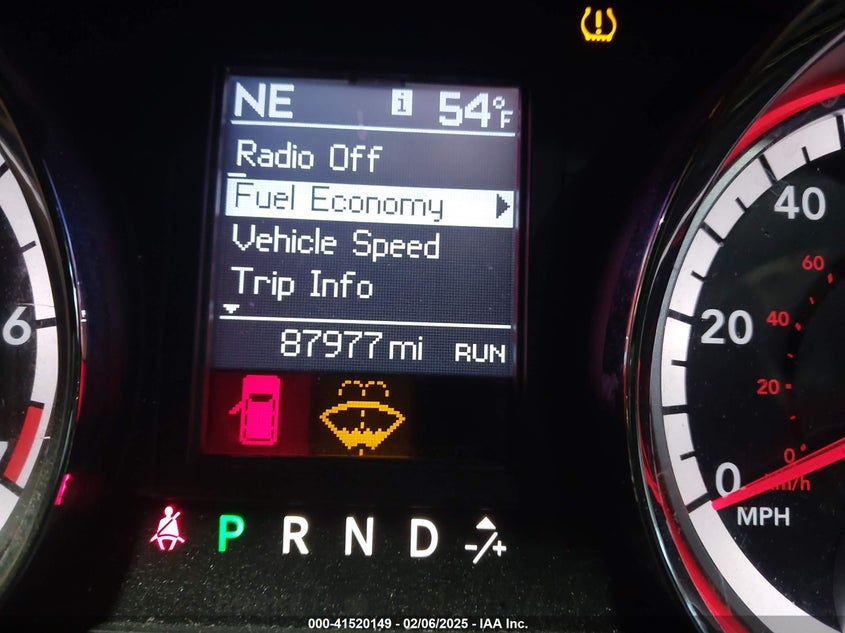 NE i 54°F
Radio Off
Fuel Economy
Vehicle Speed
Trip Info
87977 mi RUN
P R N D -/+
6
40
20
0
MPH
60
40
20
0
km/h
000-41520149 - 02/06/2025 - IAA Inc.